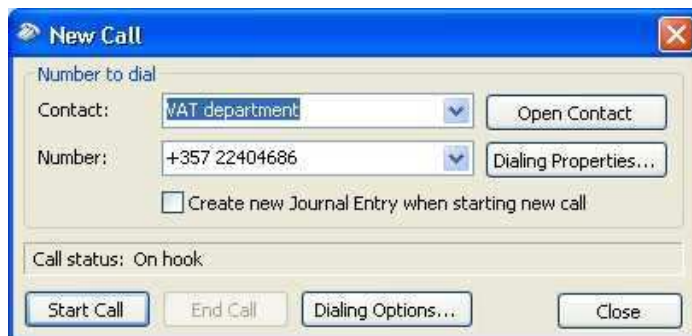 New Call
Number to dial
Contact: VAT department Open Contact
Number: +357 22404686 Dialing Properties...
Create new Journal Entry when starting new call
Call status: On hook
Start Call End Call Dialing Options... Close